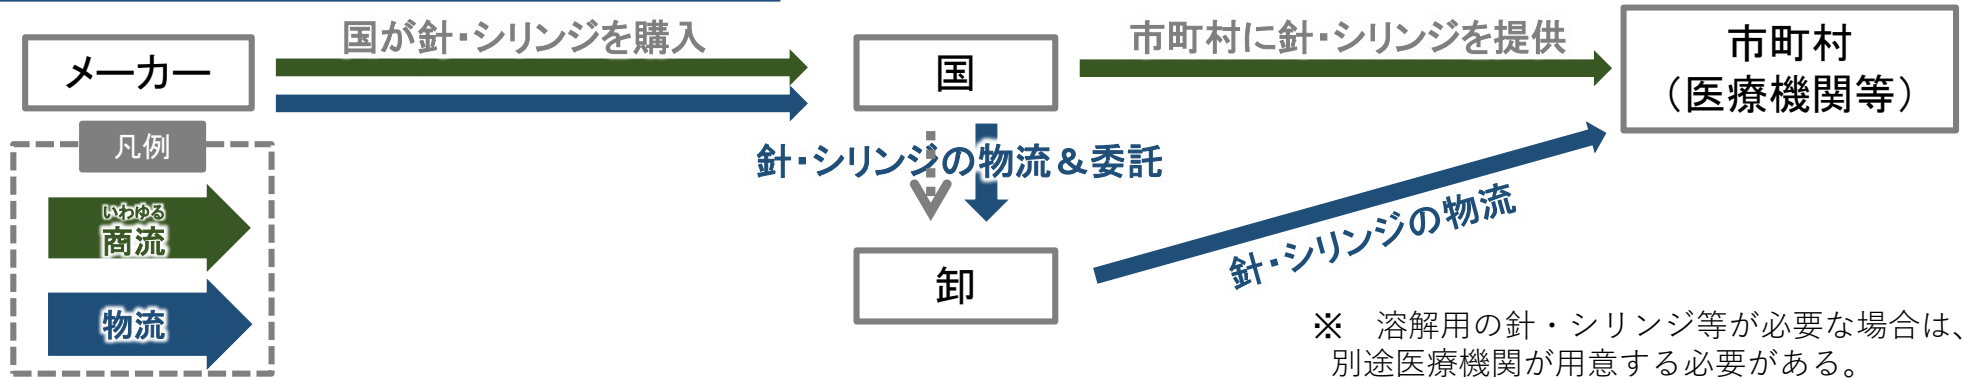 国が針・シリンジを購入
市町村に針・シリンジを提供
メーカー
国
市町村
（医療機関等）
針・シリンジの物流＆委託
凡例
いわゆる
商流
物流
卸
針・シリンジの物流
※　溶解用の針・シリンジ等が必要な場合は、
別途医療機関が用意する必要がある。